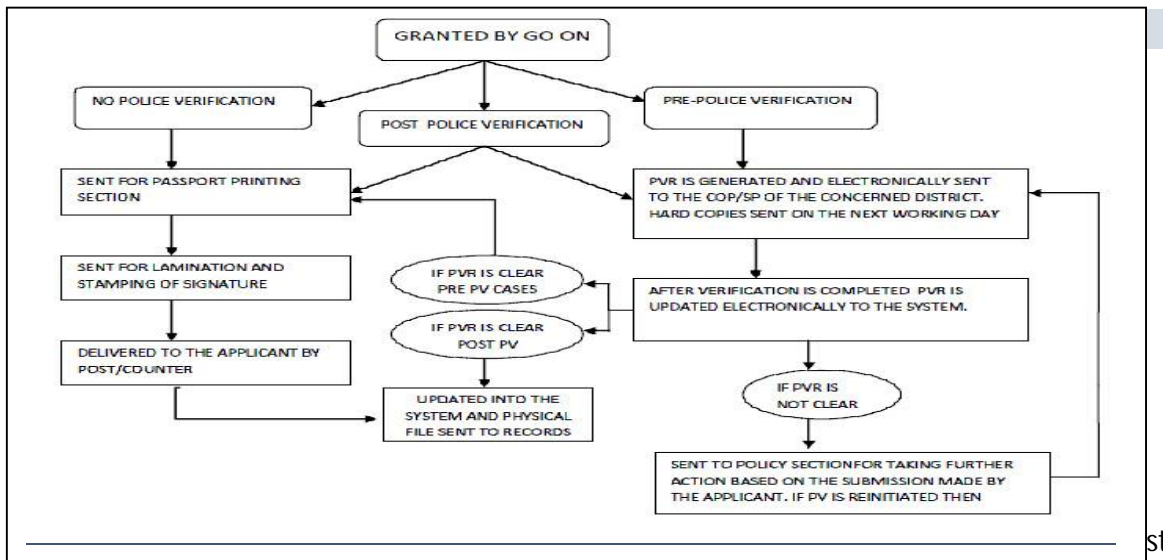 GRANTED BY GO ON
NO POLICE VERIFICATION
POST POLICE VERIFICATION
PRE-POLICE VERIFICATION
SENT FOR PASSPORT PRINTING
SECTION
PVR IS GENERATED AND ELECTRONICALLY SENT
TO THE COP/SP OF THE CONCERNED DISTRICT.
HARD COPIES SENT ON THE NEXT WORKING DAY
SENT FOR LAMINATION AND
STAMPING OF SIGNATURE
IF PVR IS CLEAR
PRE PV CASES
AFTER VERIFICATION IS COMPLETED PVR IS
UPDATED ELECTRONICALLY TO THE SYSTEM.
IF PVR IS CLEAR
POST PV
DELIVERED TO THE APPLICANT BY
POST/COUNTER
IF PVR IS
NOT CLEAR
UPDATED INTO THE
SYSTEM AND PHYSICAL
FILE SENT TO RECORDS
SENT TO POLICY SECTION FOR TAKING FURTHER
ACTION BASED ON THE SUBMISSION MADE BY
THE APPLICANT. IF PV IS REINITIATED THEN
st